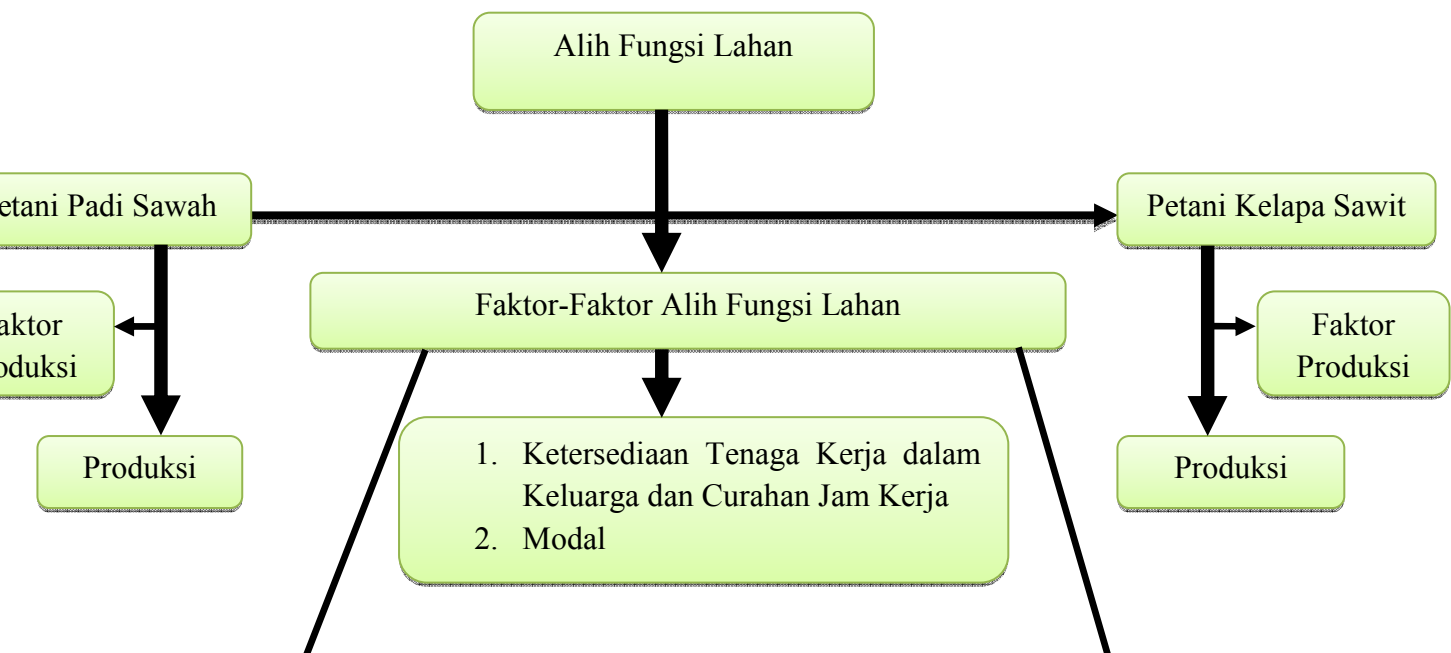 Alih Fungsi Lahan
etani Padi Sawah
Petani Kelapa Sawit
Faktor-Faktor Alih Fungsi Lahan
aktor
oduksi
Faktor
Produksi
Produksi
1. Ketersediaan Tenaga Kerja dalam
Keluarga dan Curahan Jam Kerja
2. Modal
Produksi